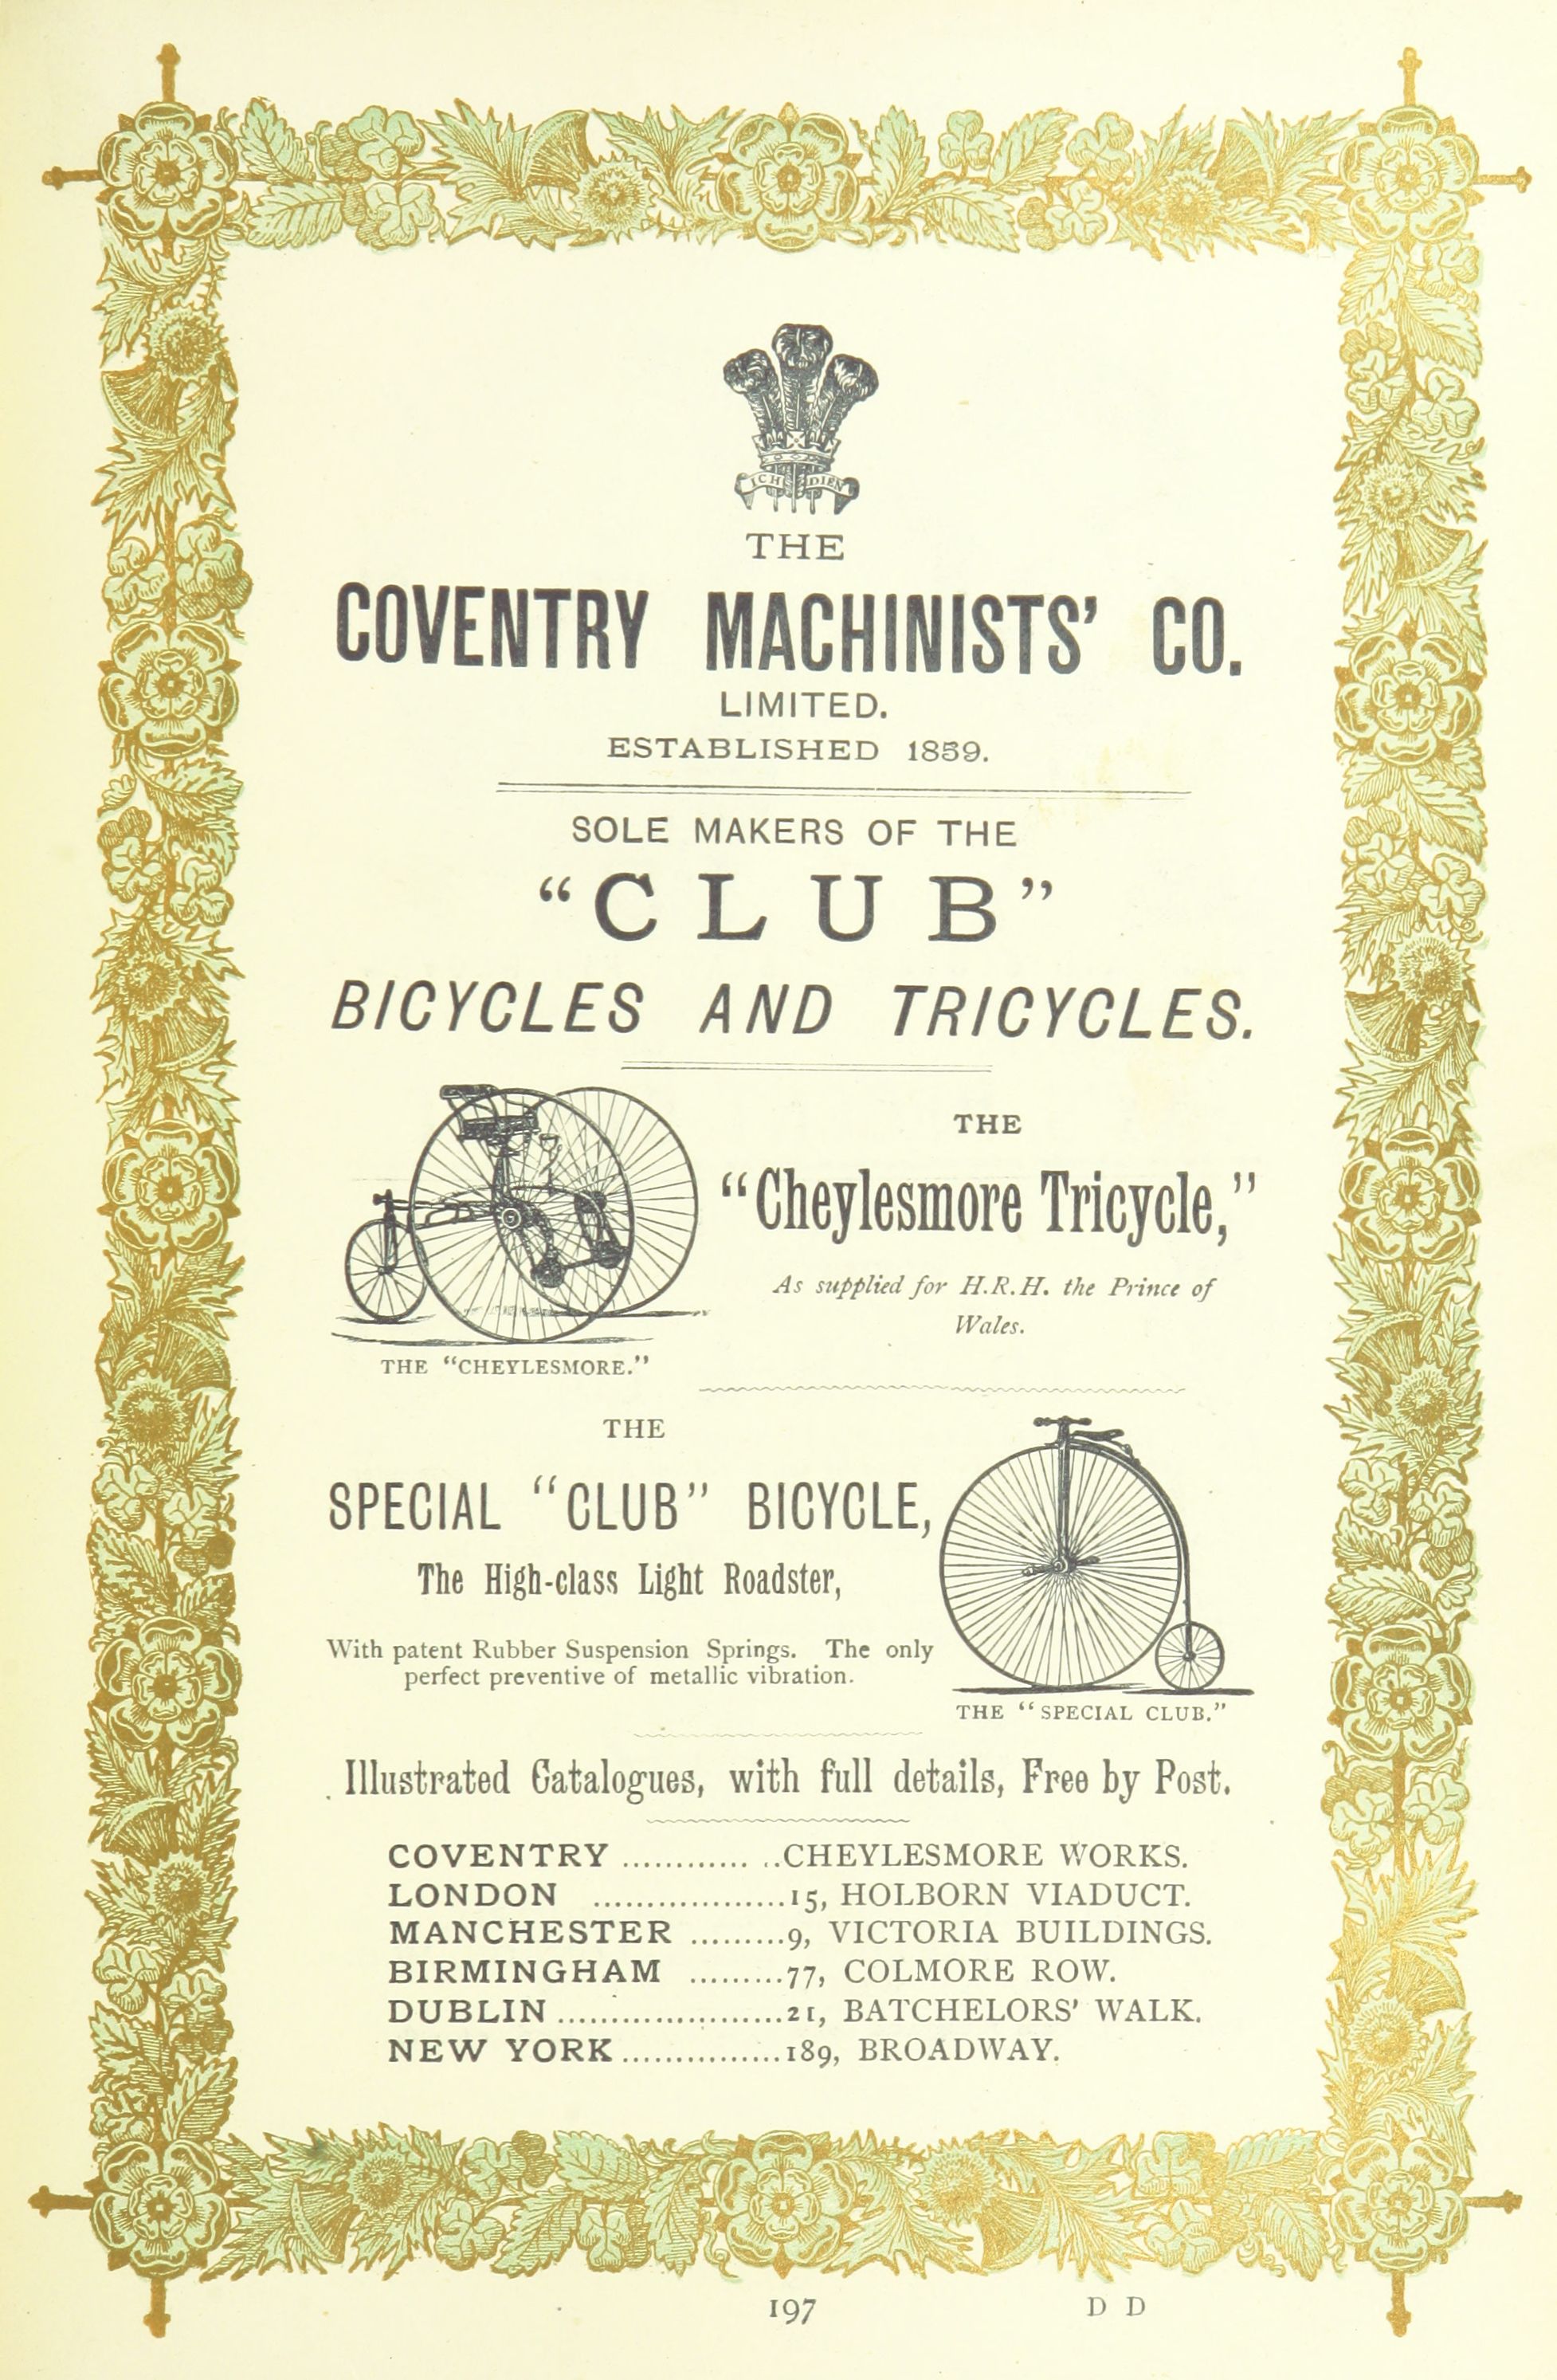 ICH DIEN
THE
COVENTRY MACHINISTS' CO.
LIMITED.
ESTABLISHED 1859.
SOLE MAKERS OF THE
"CLUB"
BICYCLES AND TRICYCLES.
THE
"Cheylesmore Tricycle,"
As supplied for H.R.H. the Prince of
Wales.
THE "CHEYLESMORE."
THE
SPECIAL "CLUB" BICYCLE,
The High-class Light Roadster,
With patent Rubber Suspension Springs. The only
perfect preventive of metallic vibration.
THE "SPECIAL CLUB."
Illustrated Catalogues, with full details, Free by Post.
COVENTRY ............ ..CHEYLESMORE WORKS.
LONDON ...................15, HOLBORN VIADUCT.
MANCHESTER .........9, VICTORIA BUILDINGS.
BIRMINGHAM .........77, COLMORE ROW.
DUBLIN ......................21, BATCHELORS' WALK.
NEW YORK...............189, BROADWAY.
197 D D